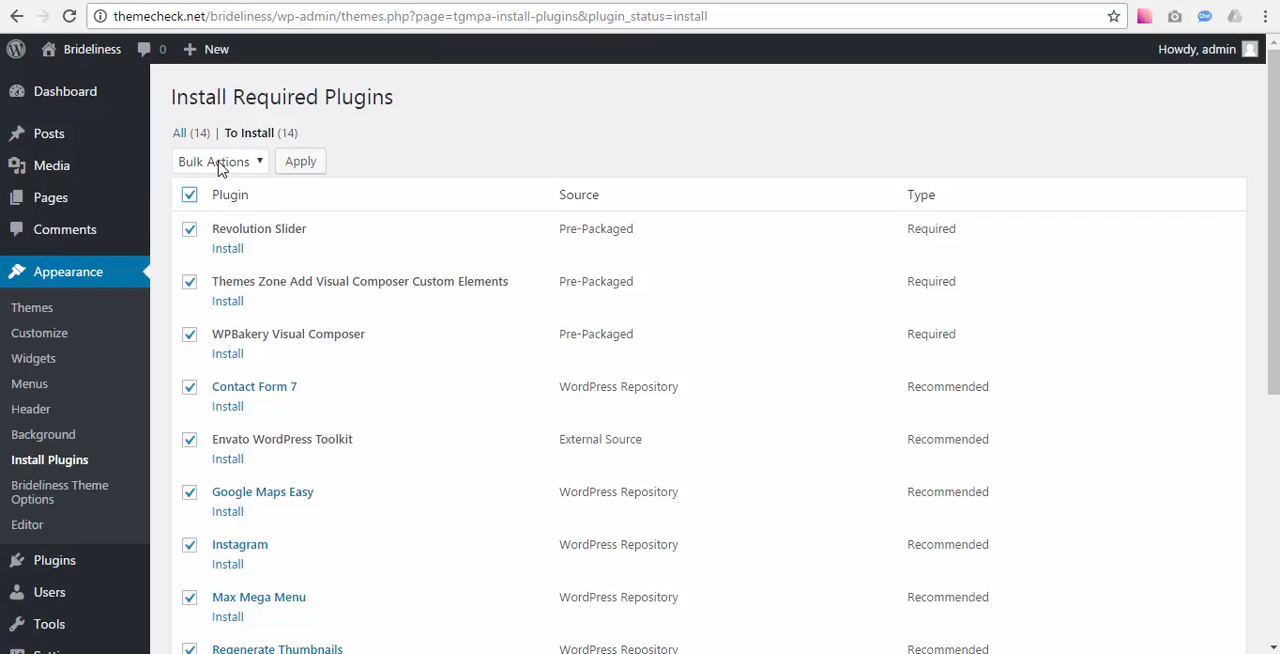 themecheck.net/brideliness/wp-admin/themes.php?page=tgmpa-install-plugins&plugin_status=install
Brideliness 0 New Howdy, admin
Dashboard
Posts
Media
Pages
Comments
Appearance
Themes
Customize
Widgets
Menus
Header
Background
Install Plugins
Brideliness Theme
Options
Editor
Plugins
Users
Tools
Install Required Plugins
All (14) | To Install (14)
Bulk Actions Apply
Plugin Source Type
Revolution Slider Pre-Packaged Required
Install
Themes Zone Add Visual Composer Custom Elements Pre-Packaged Required
Install
WPBakery Visual Composer Pre-Packaged Required
Install
Contact Form 7 WordPress Repository Recommended
Install
Envato WordPress Toolkit External Source Recommended
Install
Google Maps Easy WordPress Repository Recommended
Install
Instagram WordPress Repository Recommended
Install
Max Mega Menu WordPress Repository Recommended
Install
Regenerate Thumbnails WordPress Repository Recommended